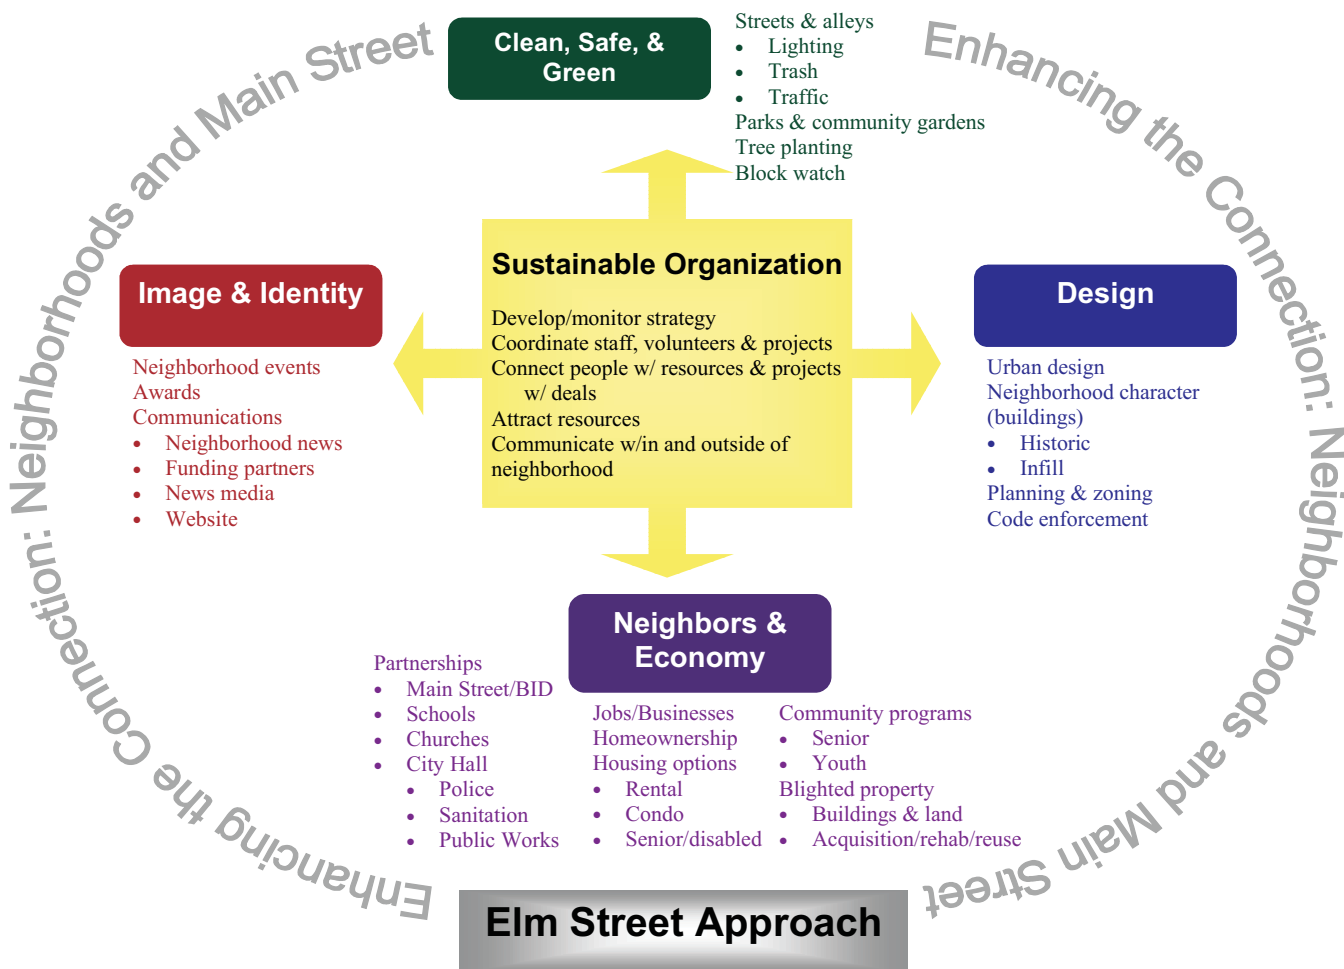 Enhancing the Connection: Neighborhoods and Main Street
Enhancing the Connection: Neighborhoods and Main Street
Clean, Safe, &
Green
Streets & alleys
• Lighting
• Trash
• Traffic
Parks & community gardens
Tree planting
Block watch
Image & Identity
Neighborhood events
Awards
Communications
• Neighborhood news
• Funding partners
• News media
• Website
Sustainable Organization
Develop/monitor strategy
Coordinate staff, volunteers & projects
Connect people w/ resources & projects
w/ deals
Attract resources
Communicate w/in and outside of
neighborhood
Design
Urban design
Neighborhood character
(buildings)
• Historic
• Infill
Planning & zoning
Code enforcement
Neighbors &
Economy
Partnerships
• Main Street/BID
• Schools
• Churches
• City Hall
• Police
• Sanitation
• Public Works
Jobs/Businesses
Homeownership
Housing options
• Rental
• Condo
• Senior/disabled
Community programs
• Senior
• Youth
Blighted property
• Buildings & land
• Acquisition/rehab/reuse
Elm Street Approach